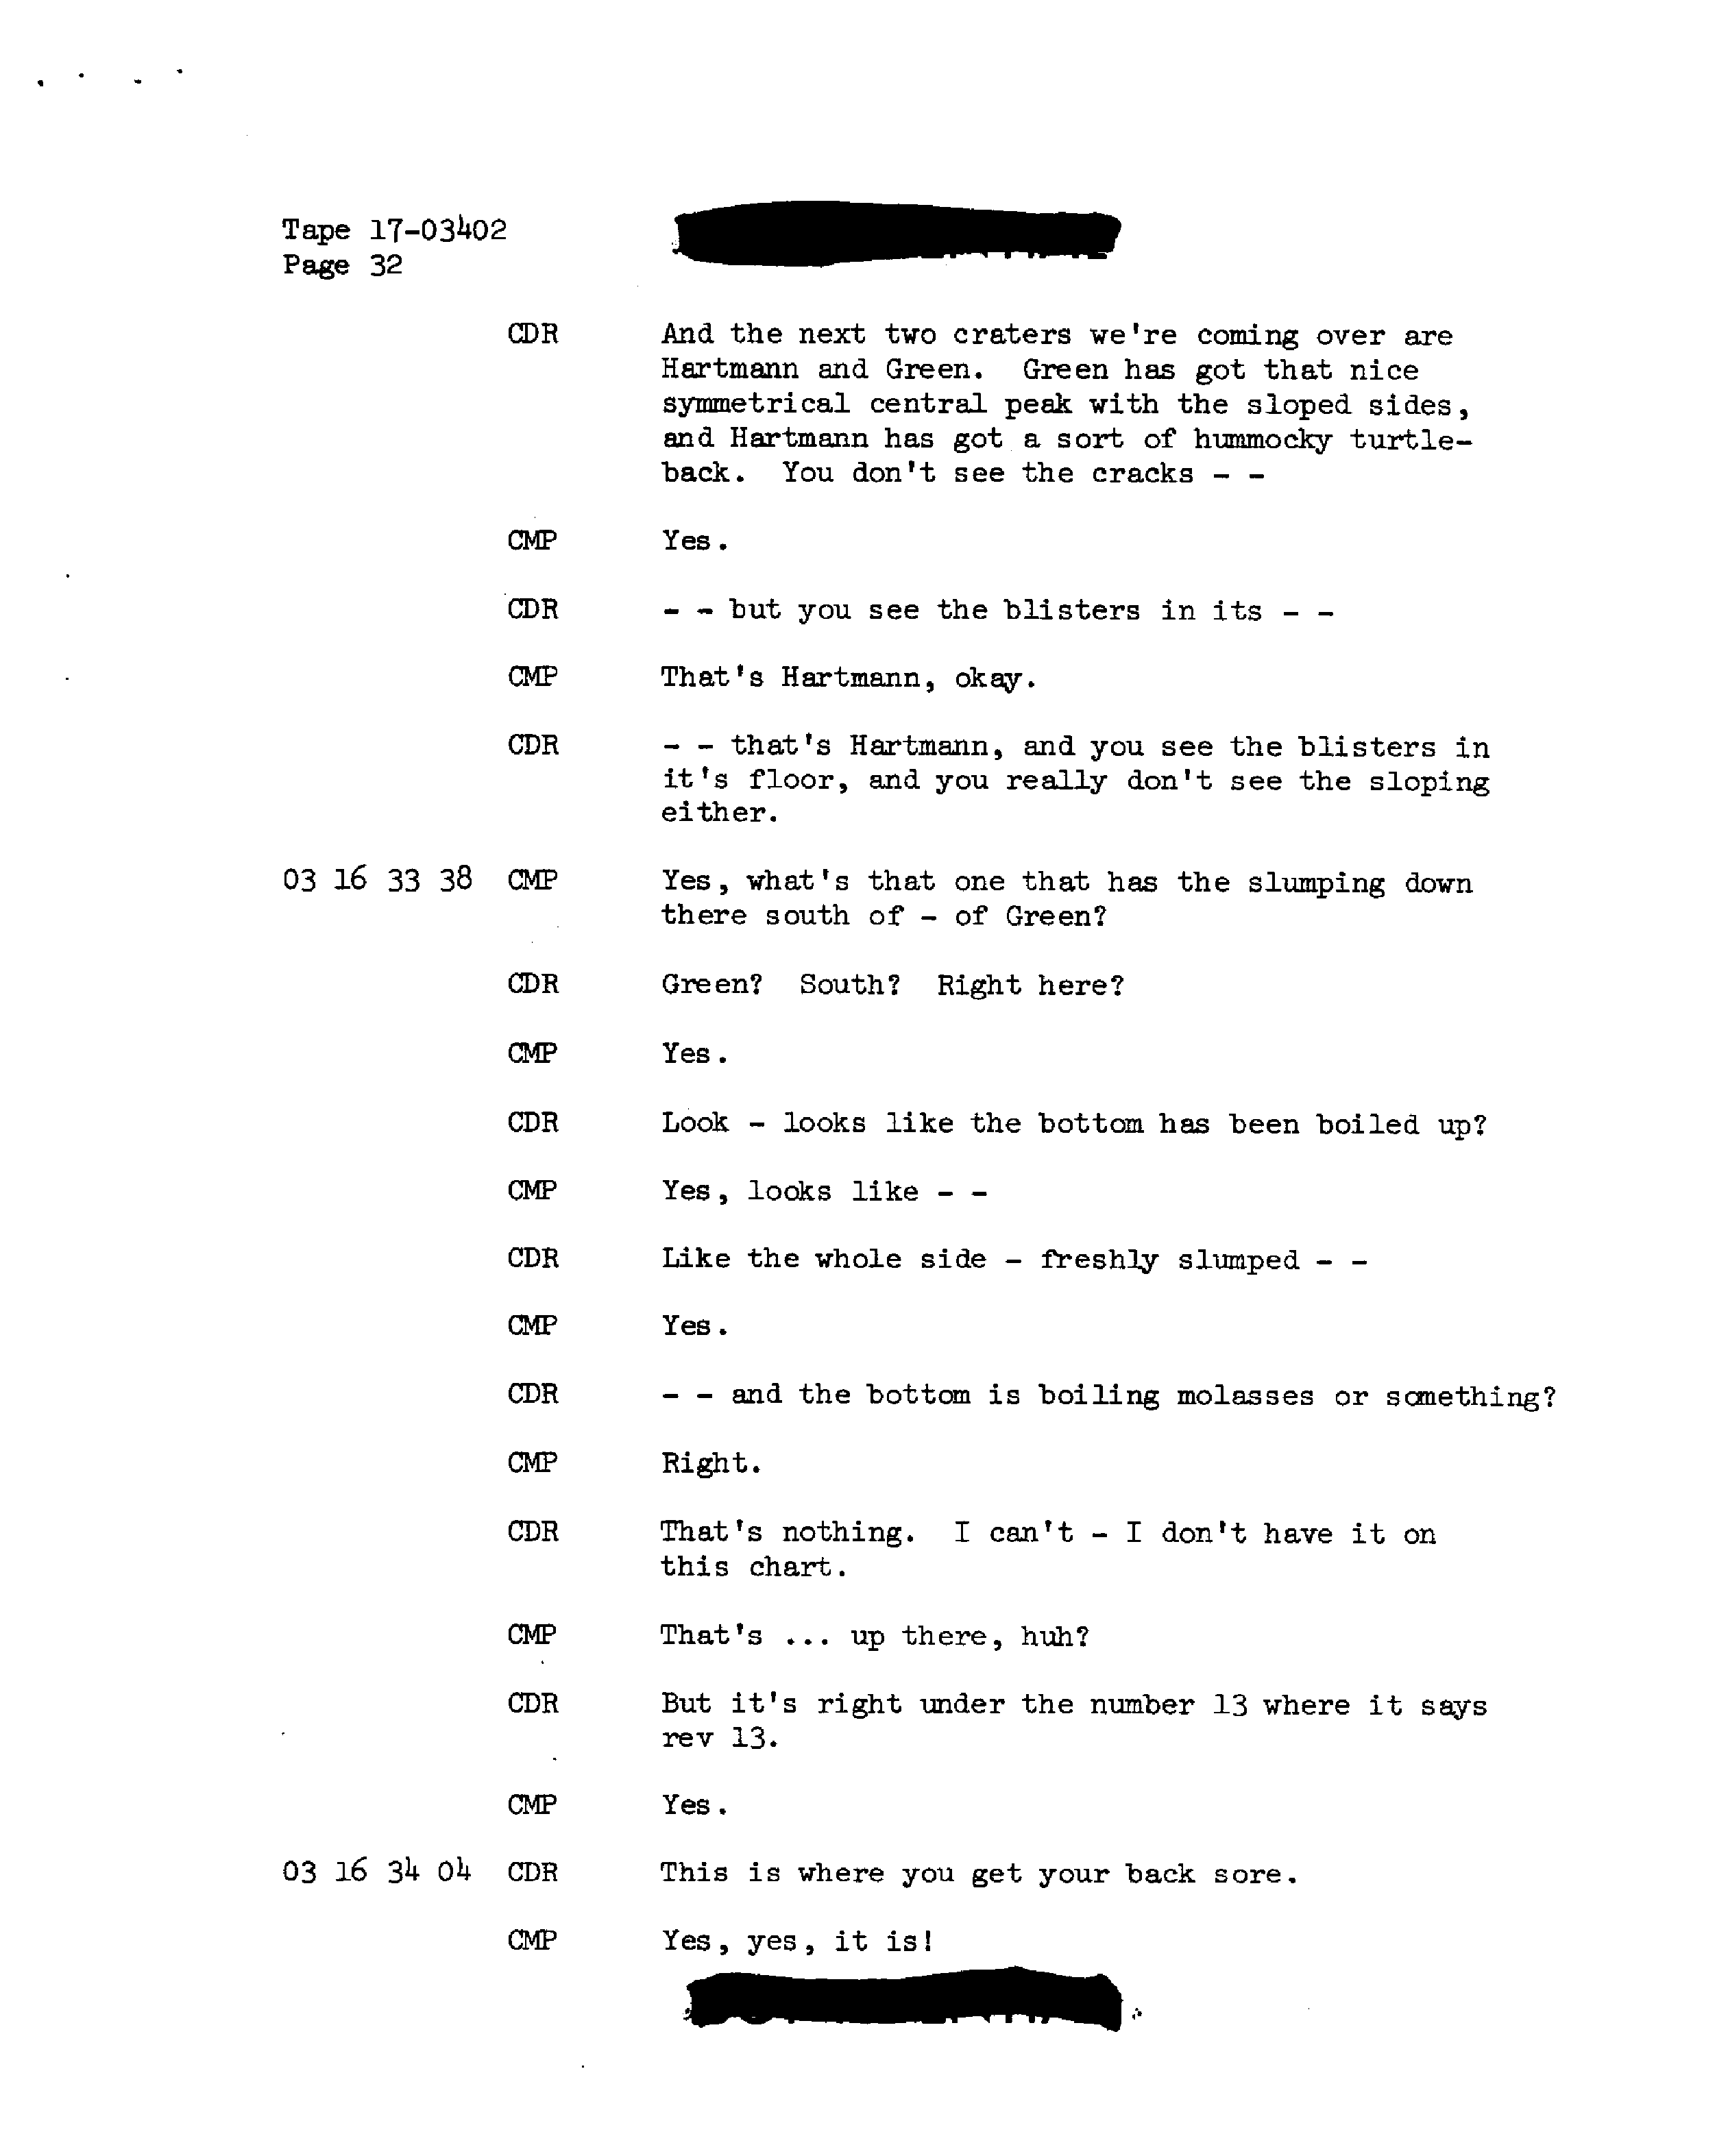 Tape 17-03402
Page 32
CDR And the next two craters we're coming over are
Hartmann and Green. Green has got that nice
symmetrical central peak with the sloped sides,
and Hartmann has got a sort of hummocky turtle-
back. You don't see the cracks - -
CMP Yes.
CDR - - but you see the blisters in its - -
CMP That's Hartmann, okay.
CDR - - that's Hartmann, and you see the blisters in
it's floor, and you really don't see the sloping
either.
03 16 33 38 CMP Yes, what's that one that has the slumping down
there south of - of Green?
CDR Green? South? Right here?
CMP Yes.
CDR Look - looks like the bottom has been boiled up?
CMP Yes, looks like - -
CDR Like the whole side - freshly slumped - -
CMP Yes.
CDR - - and the bottom is boiling molasses or something?
CMP Right.
CDR That's nothing. I can't - I don't have it on
this chart.
CMP That's ... up there, huh?
CDR But it's right under the number 13 where it says
rev 13.
CMP Yes.
03 16 34 04 CDR This is where you get your back sore.
CMP Yes, yes, it is!